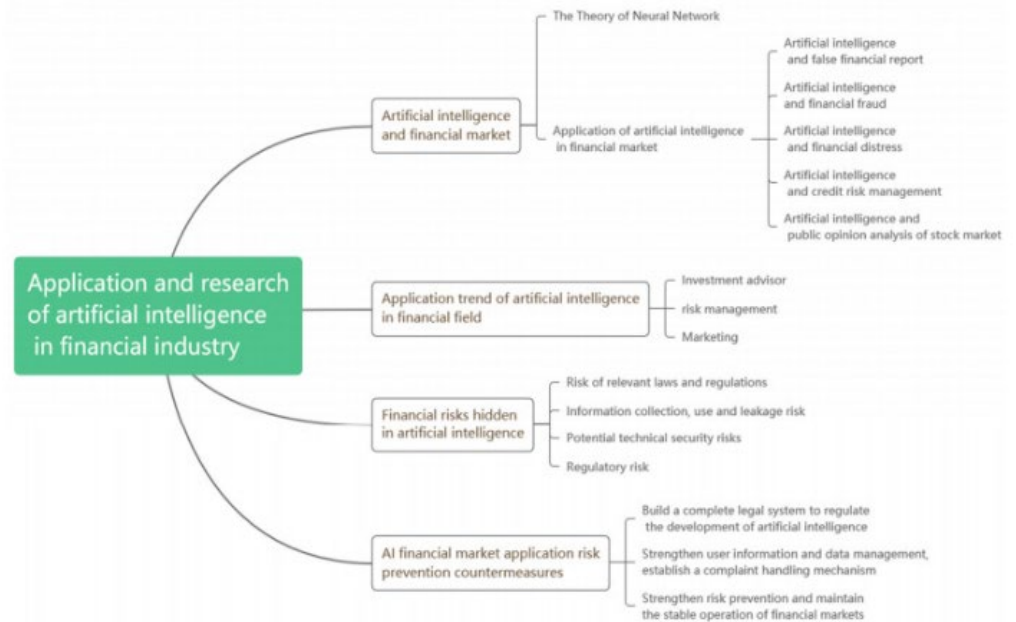 Application and research
of artificial intelligence
in financial industry
Artificial intelligence
and financial market
The Theory of Neural Network
Application of artificial intelligence
in financial market
Artificial intelligence
and false financial report
Artificial intelligence
and financial fraud
Artificial intelligence
and financial distress
Artificial intelligence
and credit risk management
Artificial intelligence and
public opinion analysis of stock market
Application trend of artificial intelligence
in financial field
Investment advisor
risk management
Marketing
Financial risks hidden
in artificial intelligence
Risk of relevant laws and regulations
Information collection, use and leakage risk
Potential technical security risks
Regulatory risk
AI financial market application risk
prevention countermeasures
Build a complete legal system to regulate
the development of artificial intelligence
Strengthen user information and data management,
establish a complaint handling mechanism
Strengthen risk prevention and maintain
the stable operation of financial markets